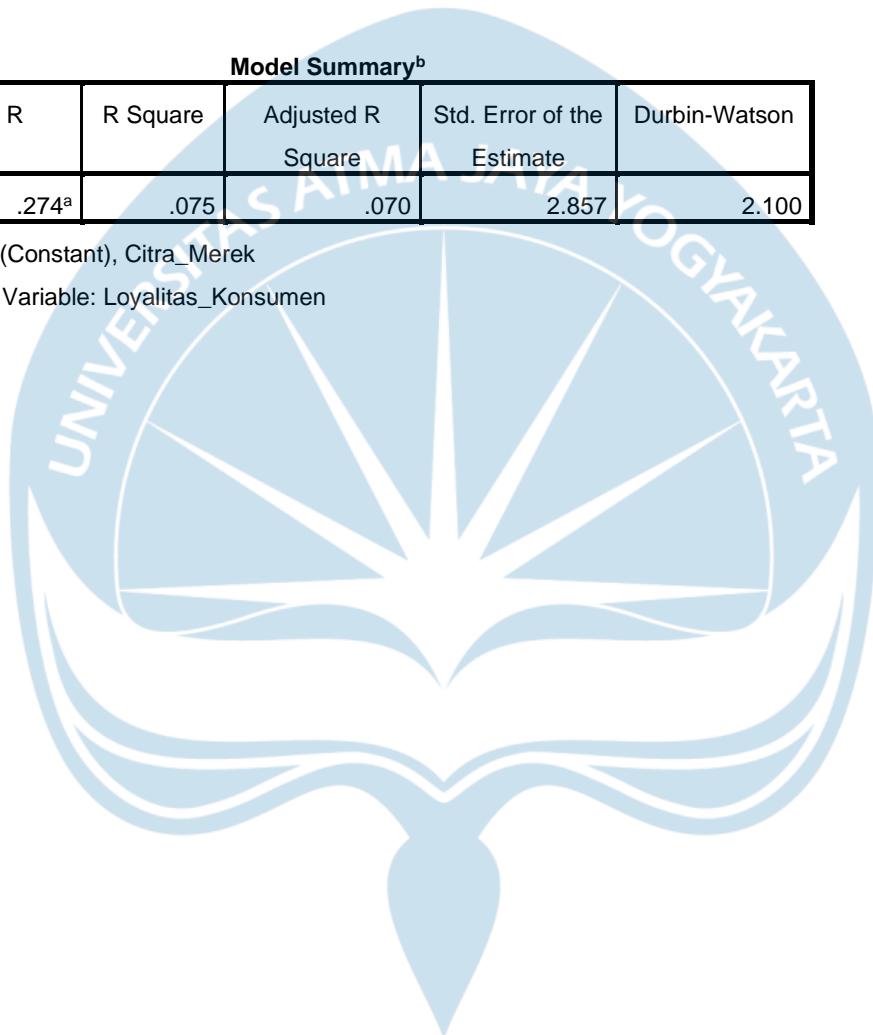 Model Summaryᵇ
R R Square Adjusted R Std. Error of the Durbin-Watson
Square Estimate
.274ᵃ .075 .070 2.857 2.100
(Constant), Citra_Merek
Variable: Loyalitas_Konsumen
UNIVERSITAS ATMA JAYA YOGYAKARTA